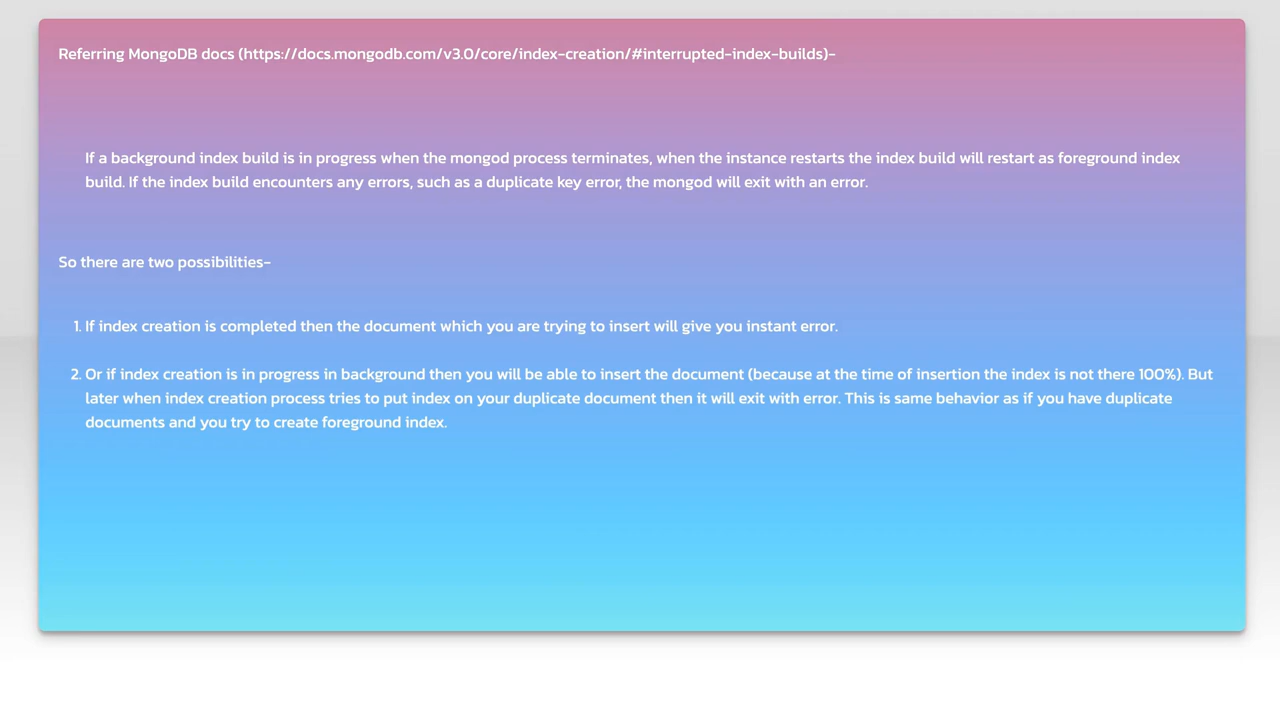 Referring MongoDB docs (https://docs.mongodb.com/v3.0/core/index-creation/#interrupted-index-builds)-
If a background index build is in progress when the mongod process terminates, when the instance restarts the index build will restart as foreground index
build. If the index build encounters any errors, such as a duplicate key error, the mongod will exit with an error.
So there are two possibilities-
1. If index creation is completed then the document which you are trying to insert will give you instant error.
2. Or if index creation is in progress in background then you will be able to insert the document (because at the time of insertion the index is not there 100%). But
later when index creation process tries to put index on your duplicate document then it will exit with error. This is same behavior as if you have duplicate
documents and you try to create foreground index.